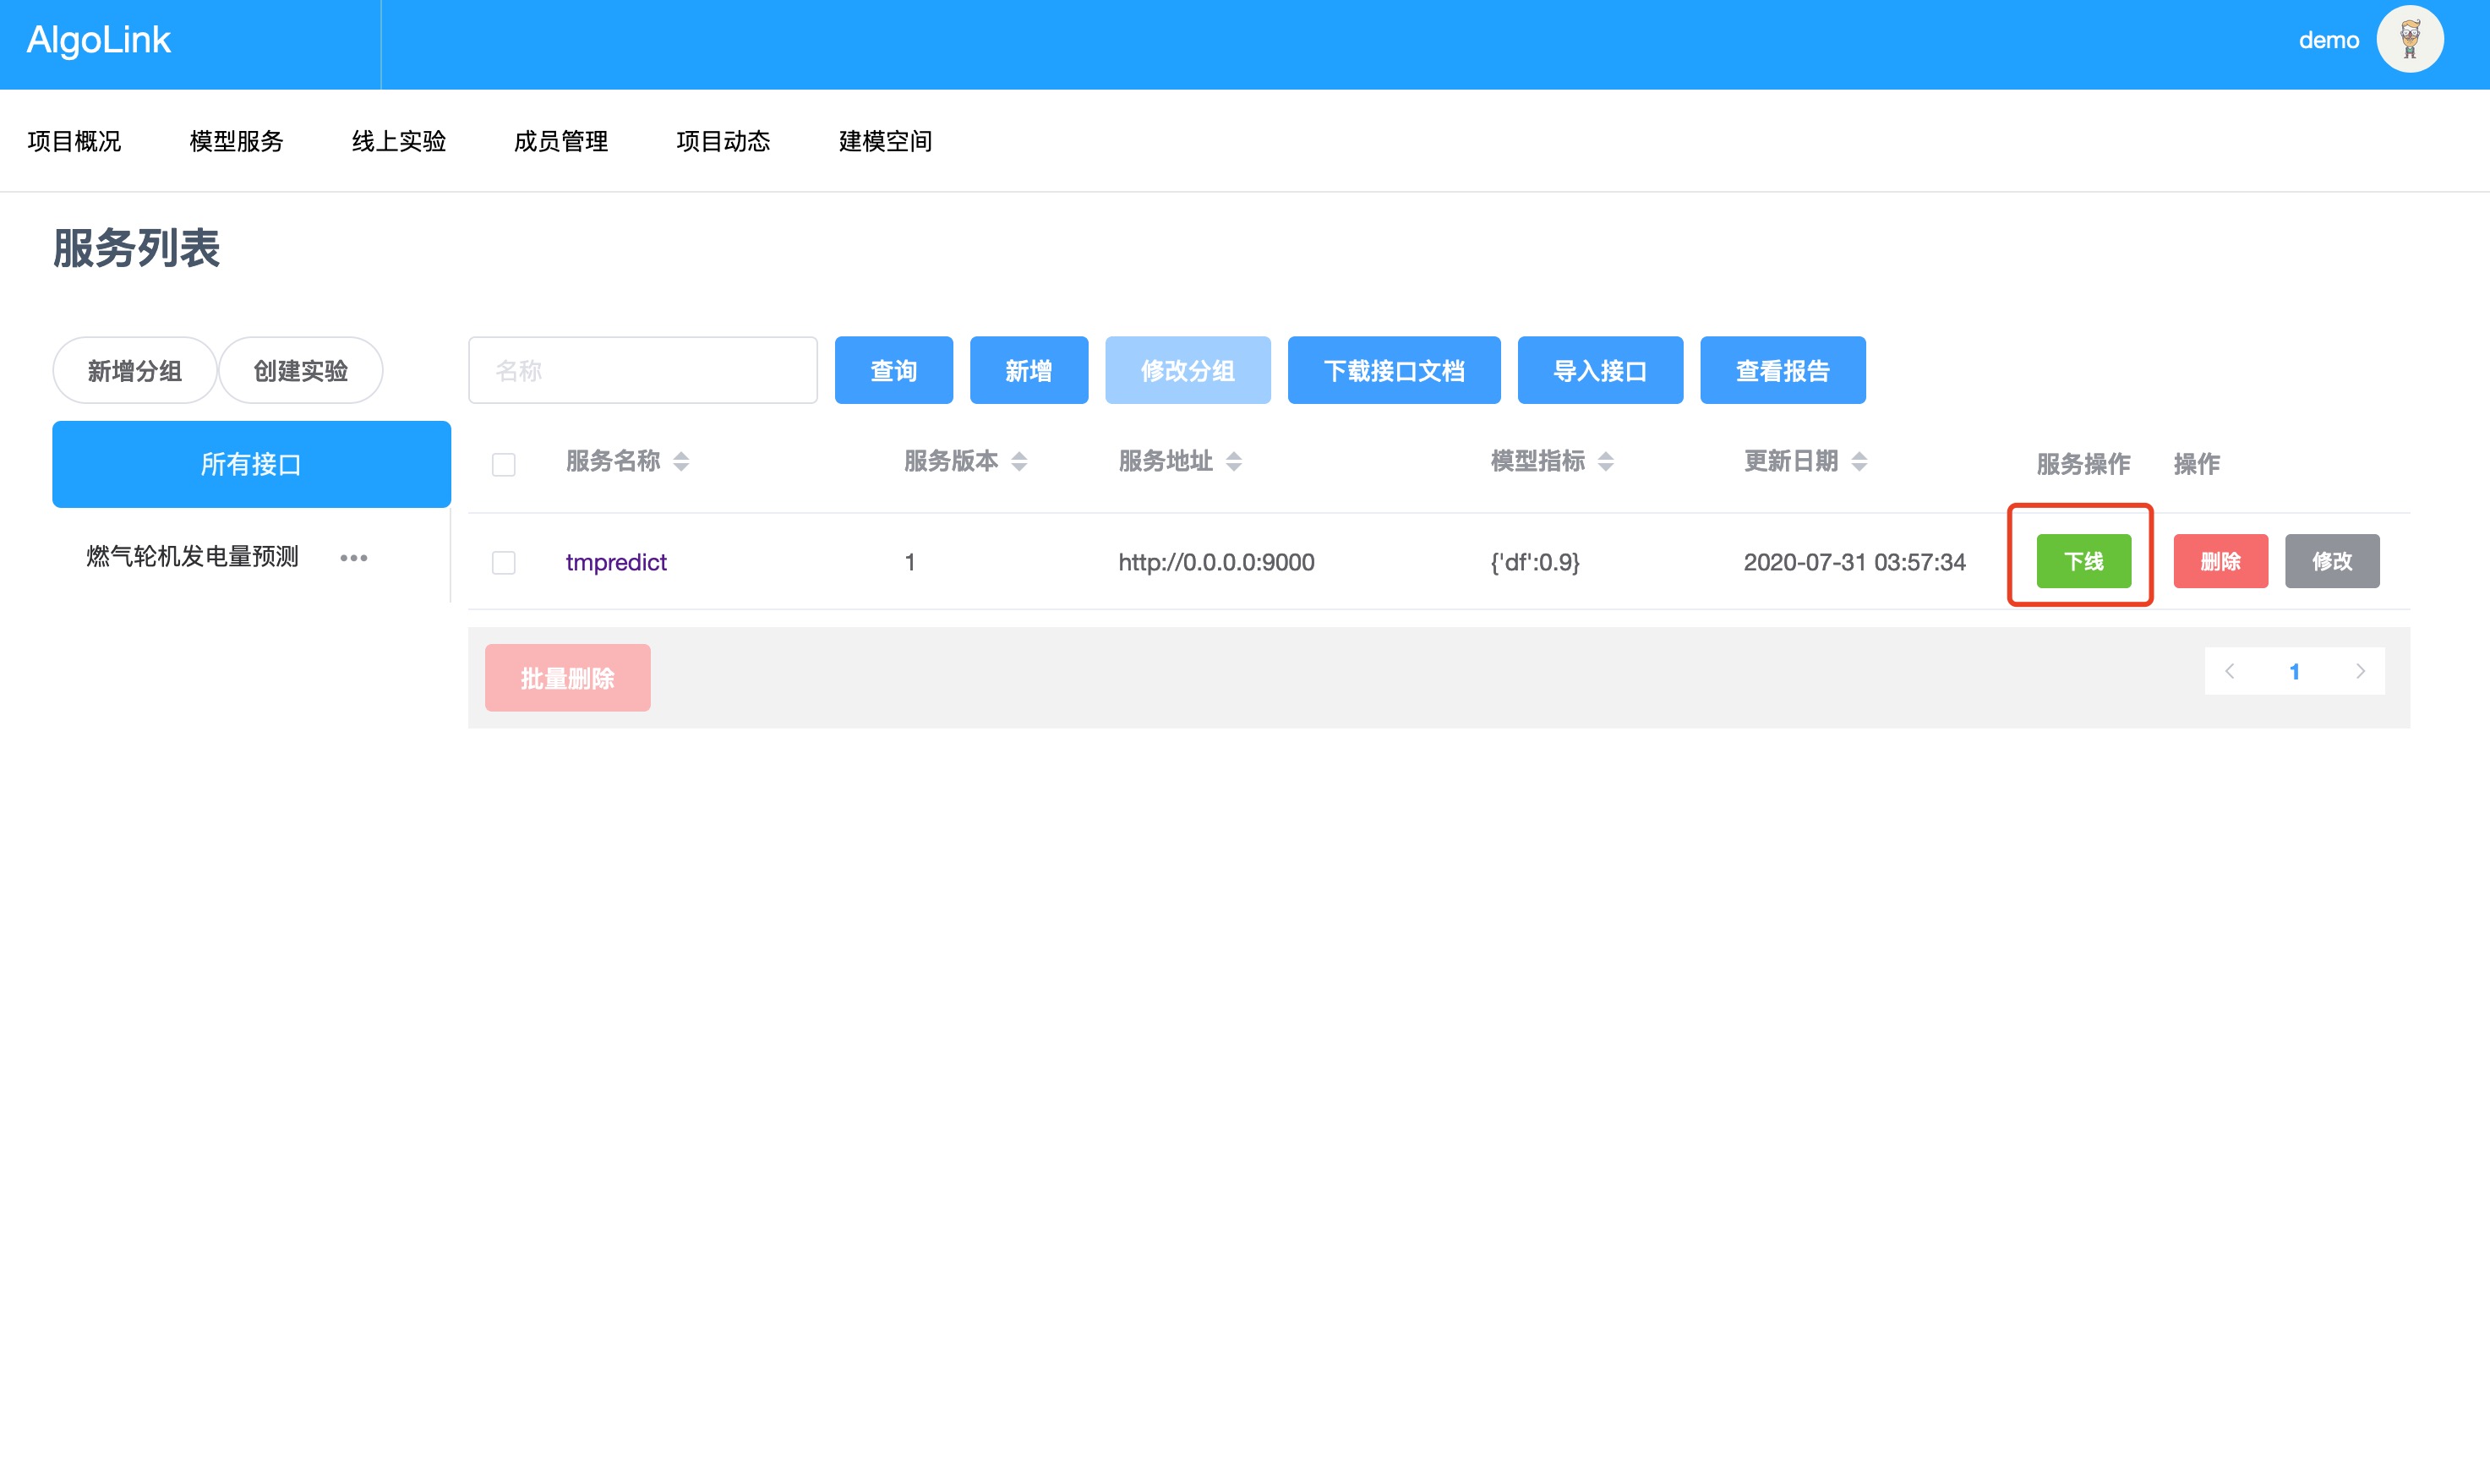 AlgoLink
demo
项目概况 模型服务 线上实验 成员管理 项目动态 建模空间
服务列表
新增分组 创建实验 名称 查询 新增 修改分组 下载接口文档 导入接口 查看报告
所有接口 服务名称 服务版本 服务地址 模型指标 更新日期 服务操作 操作
燃气轮机发电量预测 ••• tmpredict 1 http://0.0.0.0:9000 {'df':0.9} 2020-07-31 03:57:34 下线 删除 修改
批量删除 1